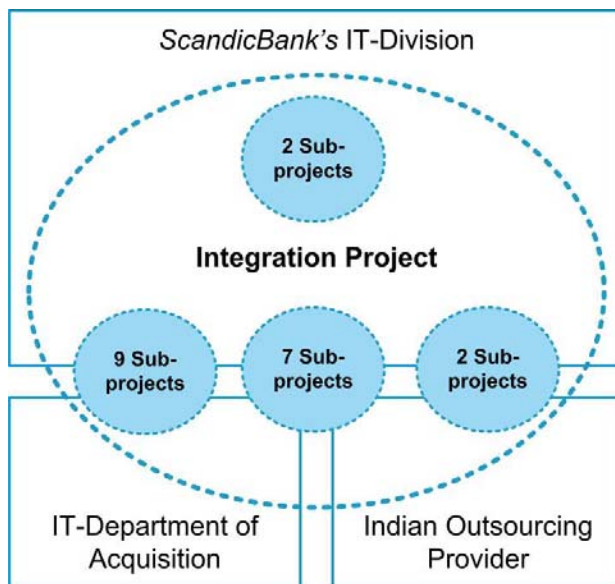 ScandicBank's IT-Division
2 Sub-
projects
Integration Project
9 Sub-
projects
7 Sub-
projects
2 Sub-
projects
IT-Department of
Acquisition
Indian Outsourcing
Provider